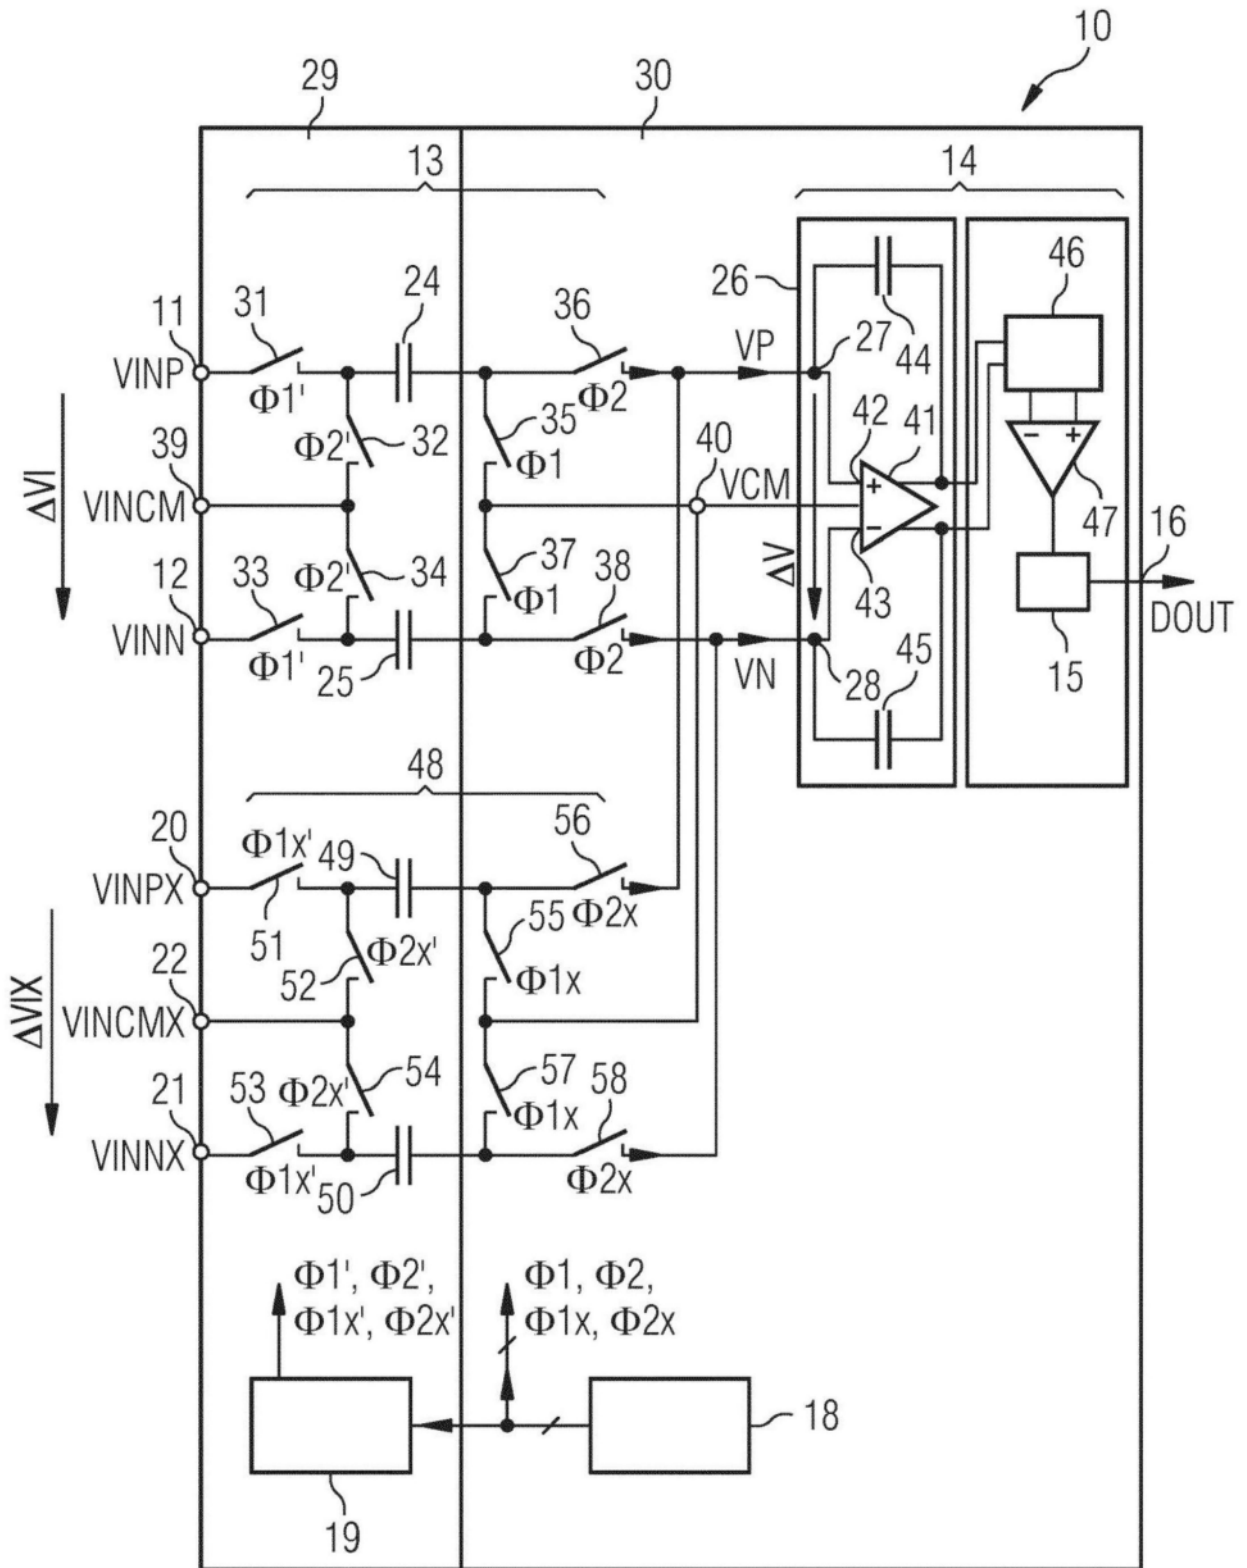 10
29 30
13 14
24 46
31 36 26
11 VP 27 44
VINP Φ1' Φ2
32 35 42 41
39 Φ2' Φ1 40
ΔVI VINCM VCM
12 33 Φ2' 34 37 38 ΔV 43 47 16
Φ1
VINN 45 DOUT
Φ1' 25 Φ2 VN 28 15
48
20 Φ1x' 49 56
VINPX
51 55 Φ2x
22 52 Φ2x' Φ1x
ΔVIX VINCMX
21 53 Φ2x' 54 57 58
Φ1x
VINNX
Φ1x' 50 Φ2x
Φ1', Φ2', Φ1, Φ2,
Φ1x', Φ2x' Φ1x, Φ2x
18
19